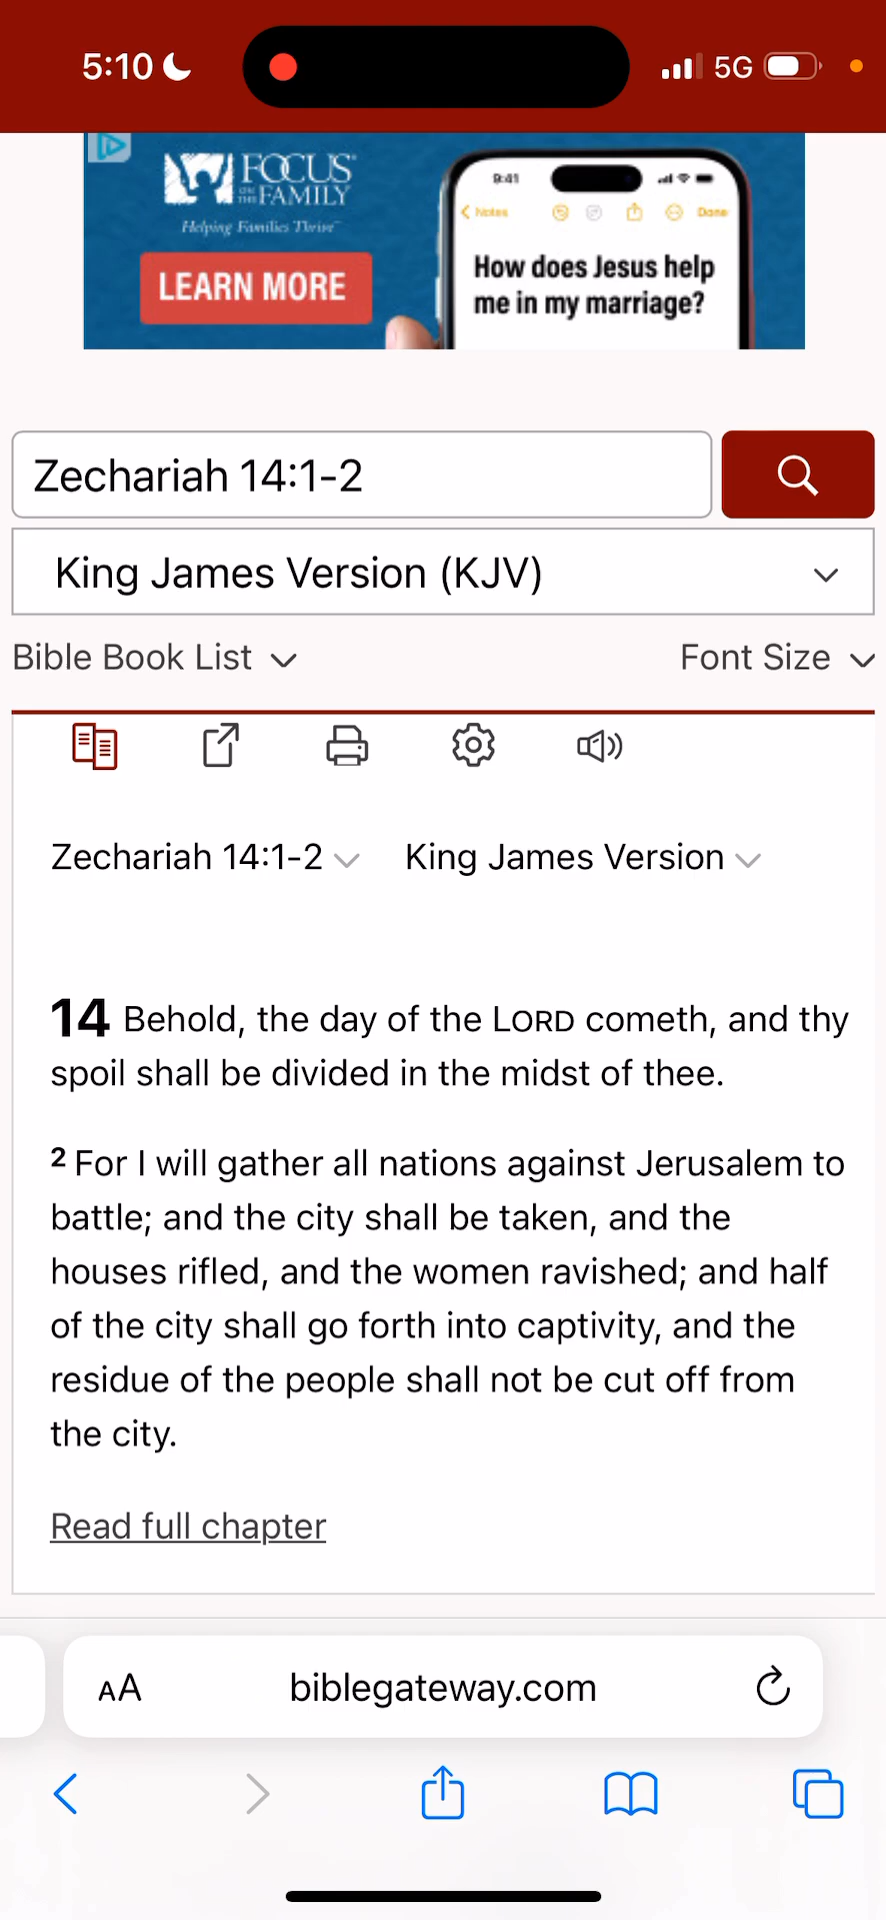 5:10
5G
FOCUS
ON THE FAMILY
Helping Families Thrive
LEARN MORE
9:41
Notes
Done
How does Jesus help
me in my marriage?
Zechariah 14:1-2
King James Version (KJV)
Bible Book List
Font Size
Zechariah 14:1-2
King James Version
14 Behold, the day of the LORD cometh, and thy
spoil shall be divided in the midst of thee.
2 For I will gather all nations against Jerusalem to
battle; and the city shall be taken, and the
houses rifled, and the women ravished; and half
of the city shall go forth into captivity, and the
residue of the people shall not be cut off from
the city.
Read full chapter
AA
biblegateway.com